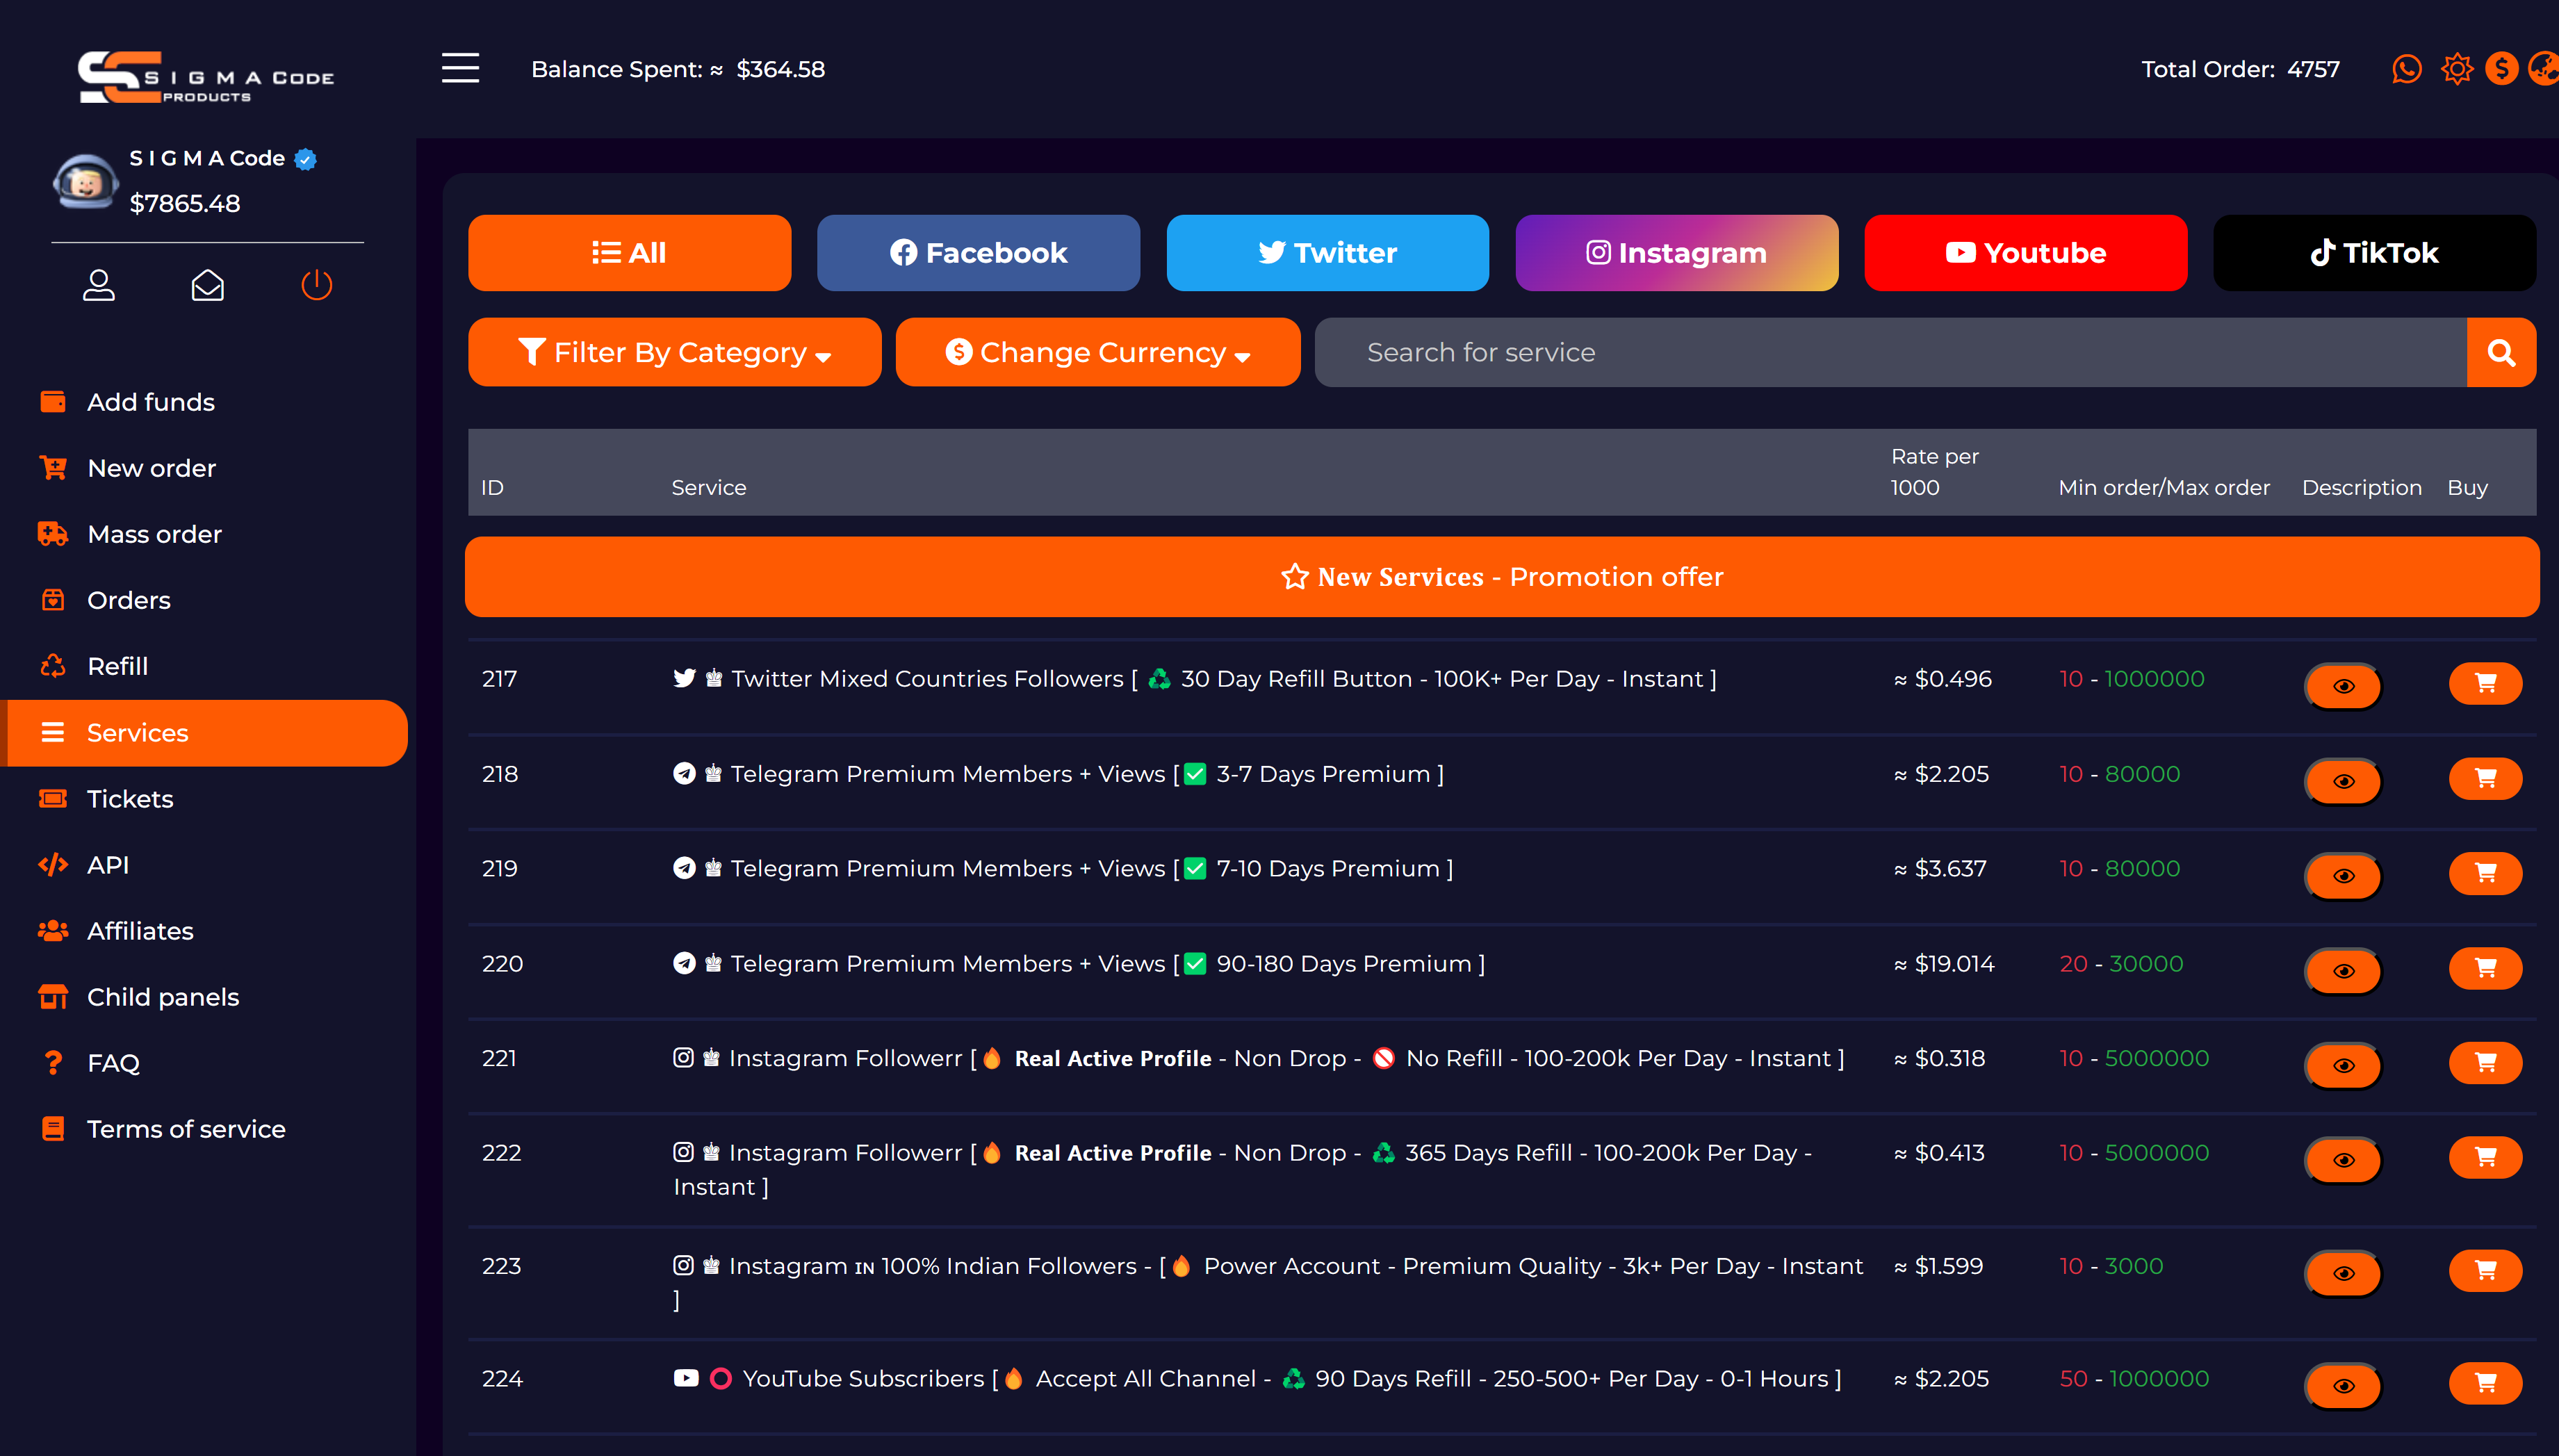 SIGMA CODE
PRODUCTS
Balance Spent: ≈ $364.58
Total Order: 4757
S I G M A Code
$7865.48
Add funds
New order
Mass order
Orders
Refill
Services
Tickets
API
Affiliates
Child panels
FAQ
Terms of service
All
Facebook
Twitter
Instagram
Youtube
TikTok
Filter By Category
Change Currency
Search for service
ID Service Rate per 1000 Min order/Max order Description Buy
New Services - Promotion offer
217 ♚ Twitter Mixed Countries Followers [ ♻️ 30 Day Refill Button - 100K+ Per Day - Instant ] ≈ $0.496 10 - 1000000
218 ♚ Telegram Premium Members + Views [✅ 3-7 Days Premium ] ≈ $2.205 10 - 80000
219 ♚ Telegram Premium Members + Views [✅ 7-10 Days Premium ] ≈ $3.637 10 - 80000
220 ♚ Telegram Premium Members + Views [✅ 90-180 Days Premium ] ≈ $19.014 20 - 30000
221 ♚ Instagram Followerr [🔥 Real Active Profile - Non Drop - 🚫 No Refill - 100-200k Per Day - Instant ] ≈ $0.318 10 - 5000000
222 ♚ Instagram Followerr [🔥 Real Active Profile - Non Drop - ♻️ 365 Days Refill - 100-200k Per Day - ≈ $0.413 10 - 5000000
Instant ]
223 ♚ Instagram IN 100% Indian Followers - [🔥 Power Account - Premium Quality - 3k+ Per Day - Instant ≈ $1.599 10 - 3000
]
224 ⭕ YouTube Subscribers [🔥 Accept All Channel - ♻️ 90 Days Refill - 250-500+ Per Day - 0-1 Hours ] ≈ $2.205 50 - 1000000